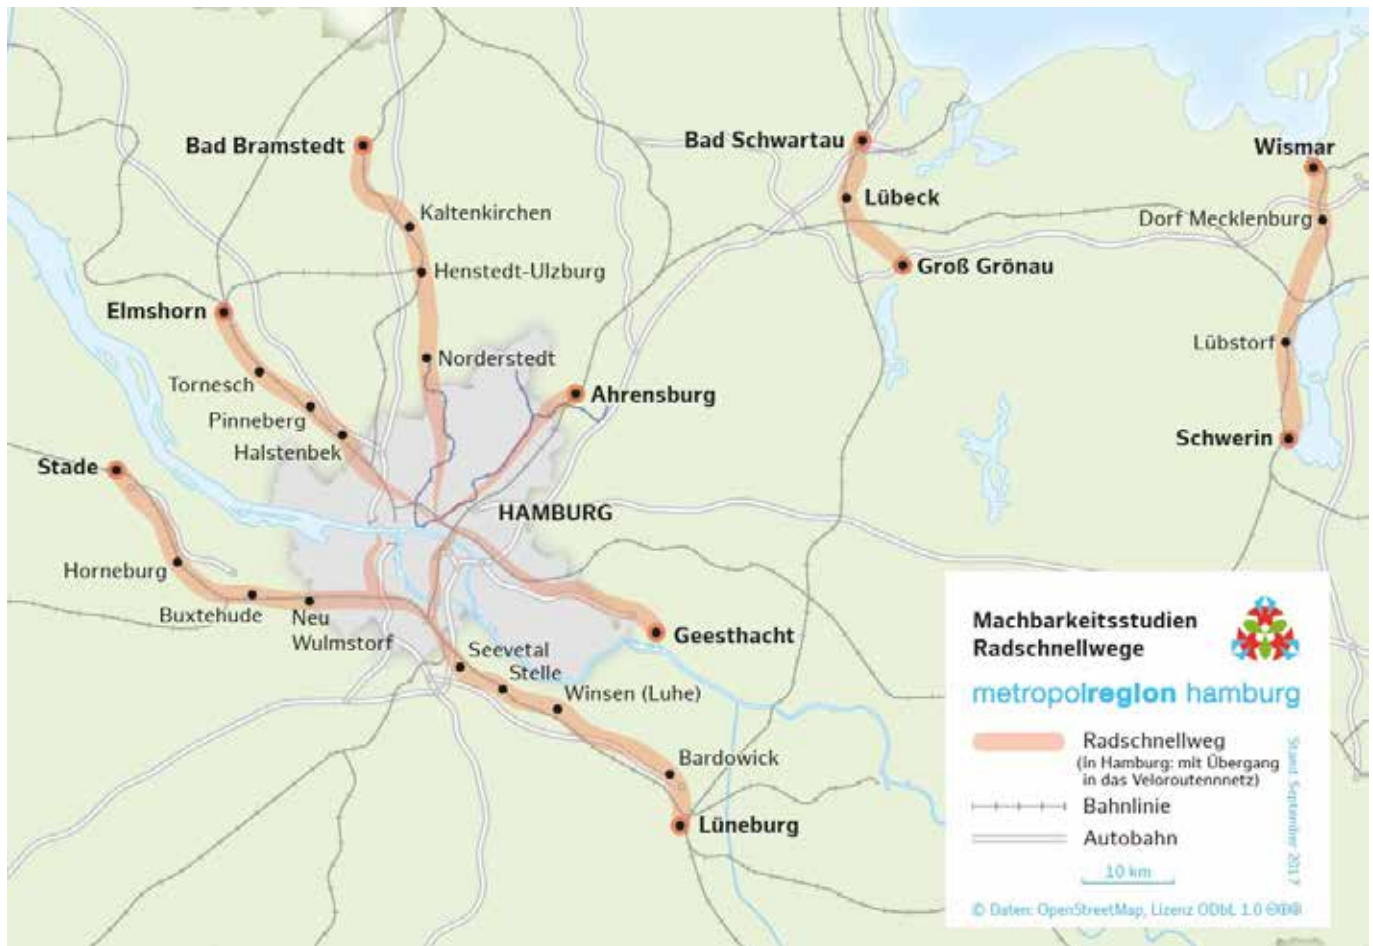 Bad Bramstedt
Bad Schwartau
Wismar
Lübeck
Kaltenkirchen
Dorf Mecklenburg
Henstedt-Ulzburg
Groß Grönau
Elmshorn
Lübstorf
Norderstedt
Tornesch
Ahrensburg
Pinneberg
Schwerin
Halstenbek
Stade
HAMBURG
Horneburg
Buxtehude
Neu
Wulmstorf
Geesthacht
Seevetal
Stelle
Winsen (Luhe)
Bardowick
Lüneburg
Machbarkeitsstudien
Radschnellwege
metropolregion hamburg
Radschnellweg
(in Hamburg: mit Übergang
in das Veloroutennnetz)
Bahnlinie
Autobahn
10 km
Stand: September 2017
© Daten: OpenStreetMap, Lizenz ODbL 1.0